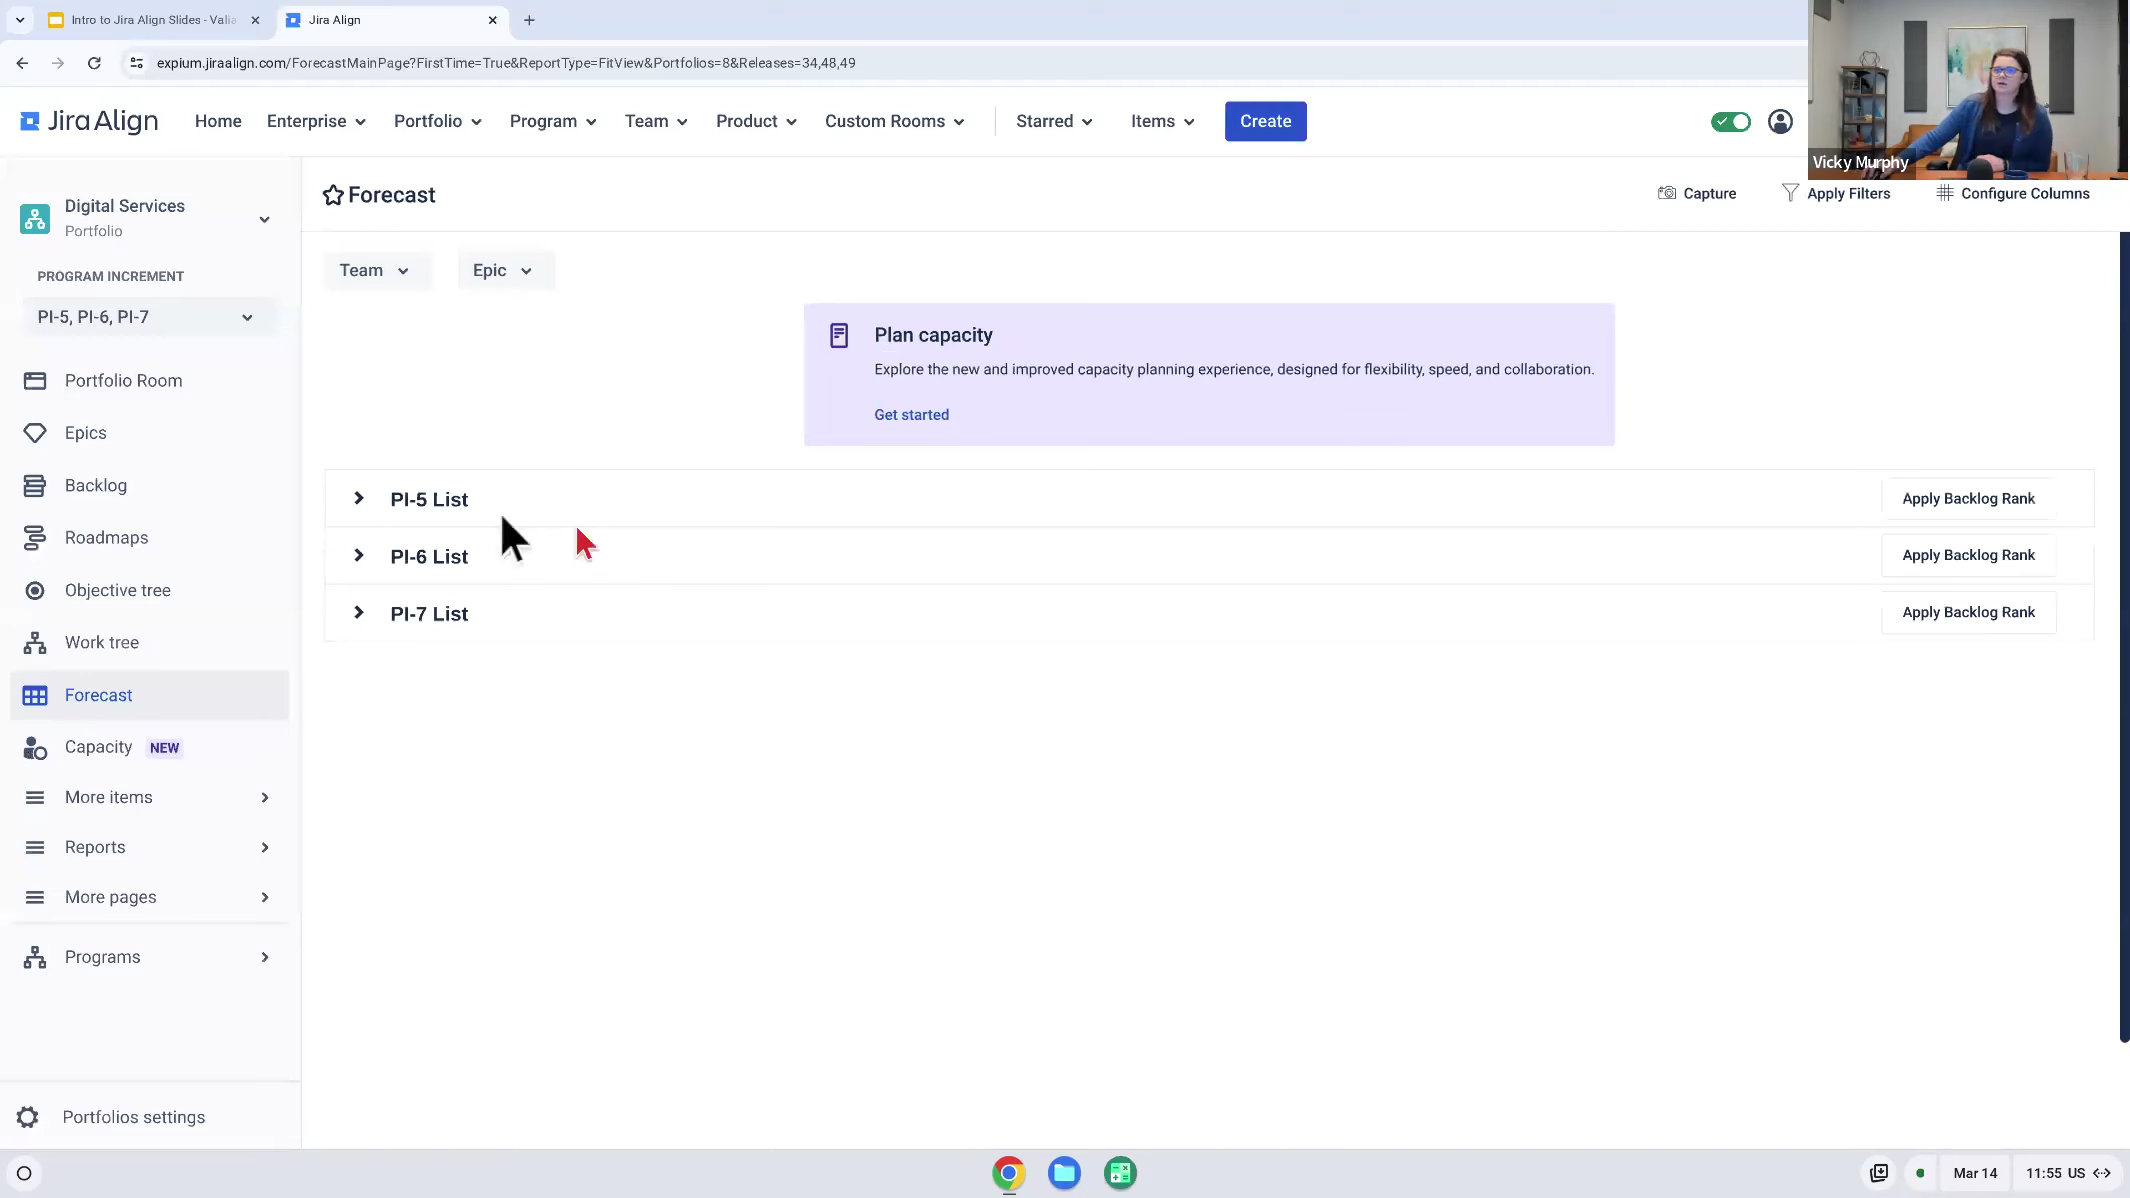 Intro to Jira Align Slides - Valia
Jira Align
expium.jiraalign.com/ForecastMainPage?FirstTime=True&ReportType=FitView&Portfolios=8&Releases=34,48,49
Jira Align
Home
Enterprise
Portfolio
Program
Team
Product
Custom Rooms
Starred
Items
Create
Vicky Murphy
Digital Services
Portfolio
PROGRAM INCREMENT
PI-5, PI-6, PI-7
Portfolio Room
Epics
Backlog
Roadmaps
Objective tree
Work tree
Forecast
Capacity NEW
More items
Reports
More pages
Programs
Portfolios settings
Forecast
Capture
Apply Filters
Configure Columns
Team
Epic
Plan capacity
Explore the new and improved capacity planning experience, designed for flexibility, speed, and collaboration.
Get started
PI-5 List
Apply Backlog Rank
PI-6 List
Apply Backlog Rank
PI-7 List
Apply Backlog Rank
Mar 14
11:55 US